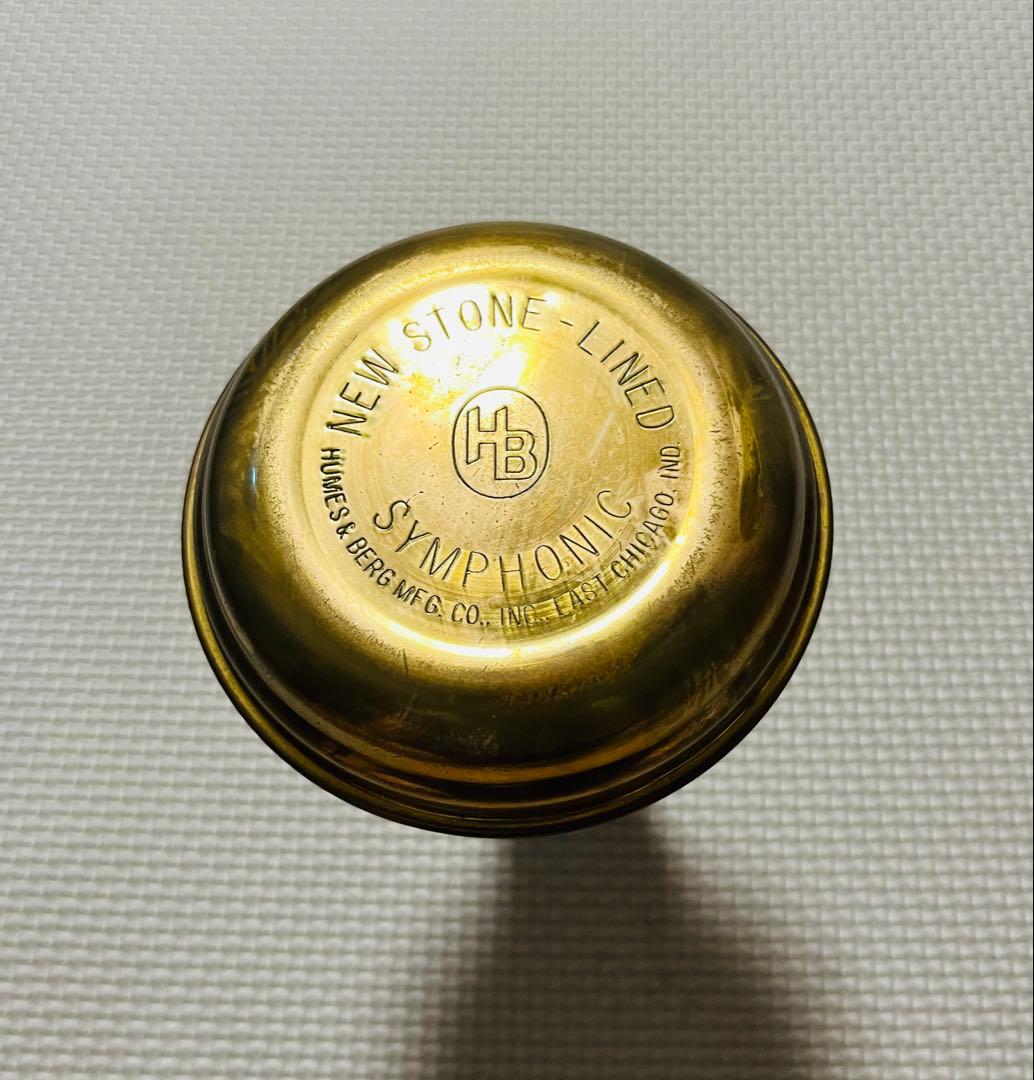 NEW STONE-LINED
HB
SYMPHONIC
HUMES & BERG MFG. CO., INC., EAST CHICAGO, IND.